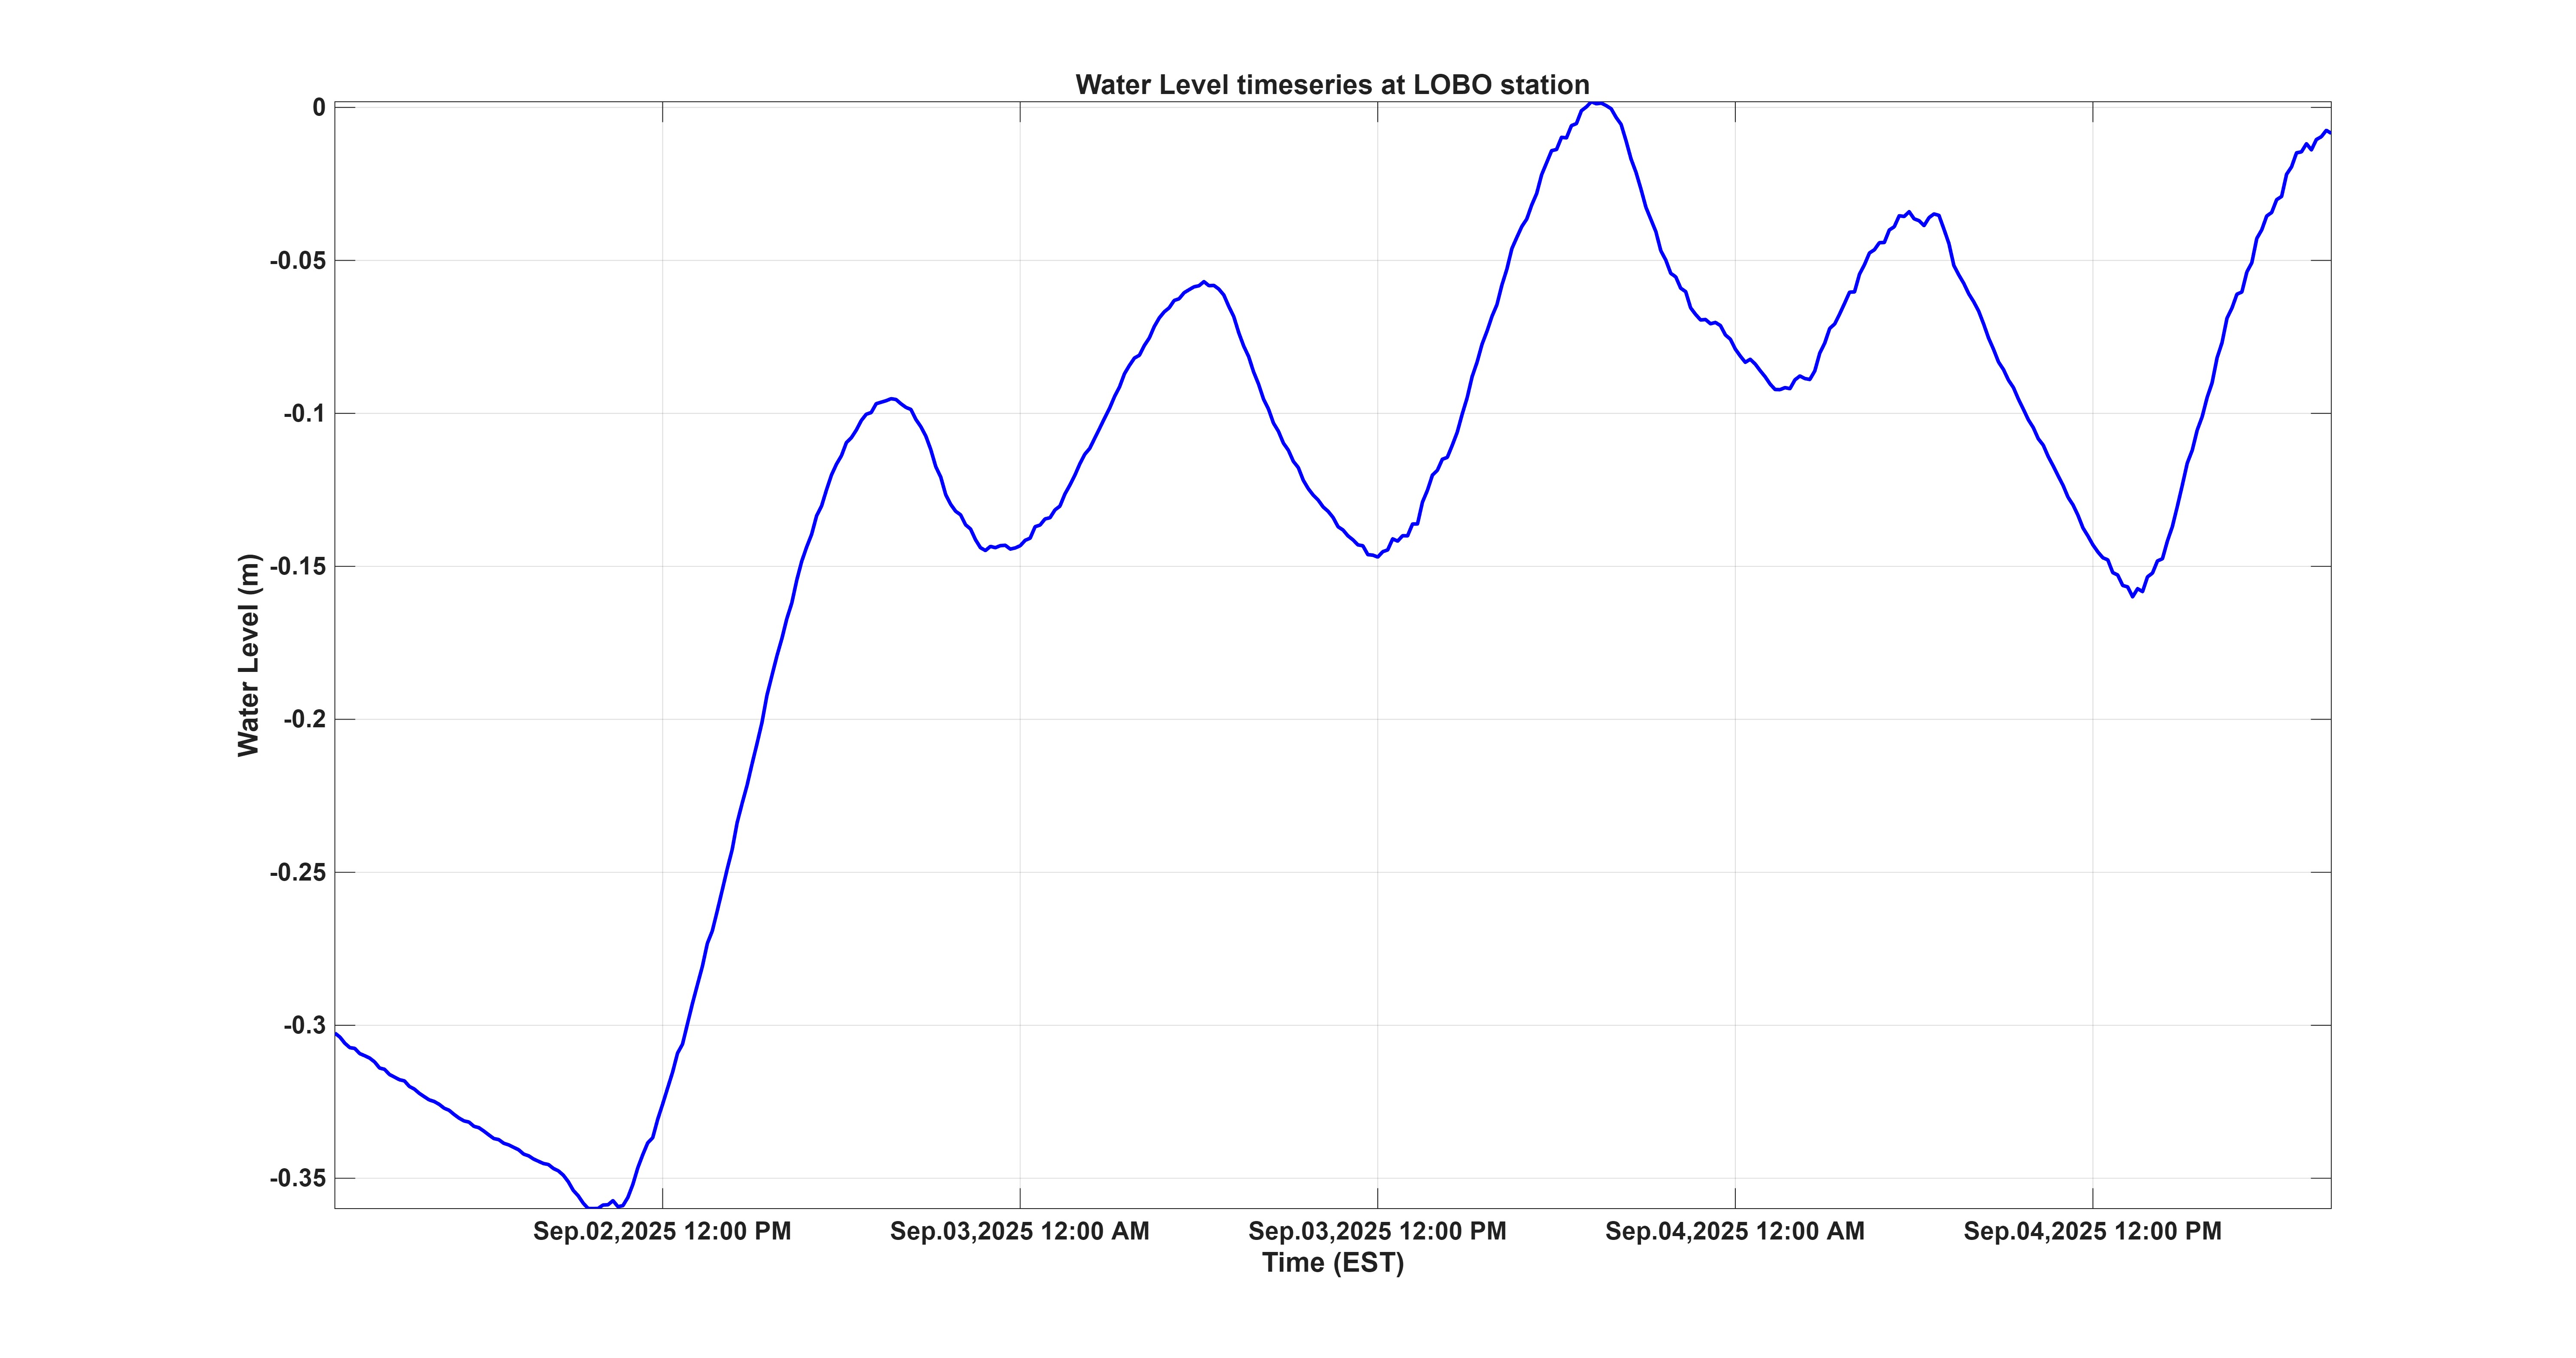 Water Level timeseries at LOBO station
0
-0.05
-0.1
-0.15
-0.2
-0.25
-0.3
-0.35
Water Level (m)
Sep.02,2025 12:00 PM
Sep.03,2025 12:00 AM
Sep.03,2025 12:00 PM
Sep.04,2025 12:00 AM
Sep.04,2025 12:00 PM
Time (EST)